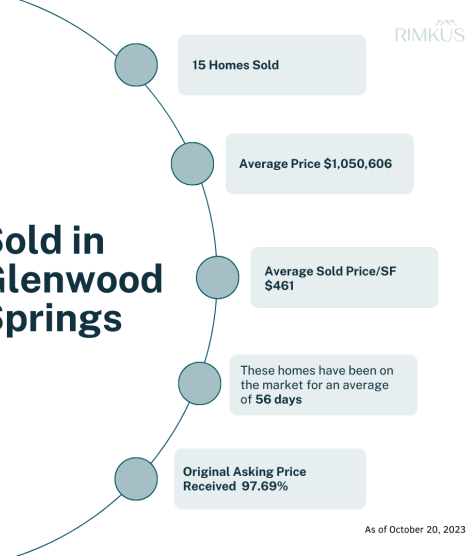 RIMKUS
15 Homes Sold
Average Price $1,050,606
Sold in
Glenwood
Springs
Average Sold Price/SF
$461
These homes have been on
the market for an average
of 56 days
Original Asking Price
Received 97.69%
As of October 20, 2023